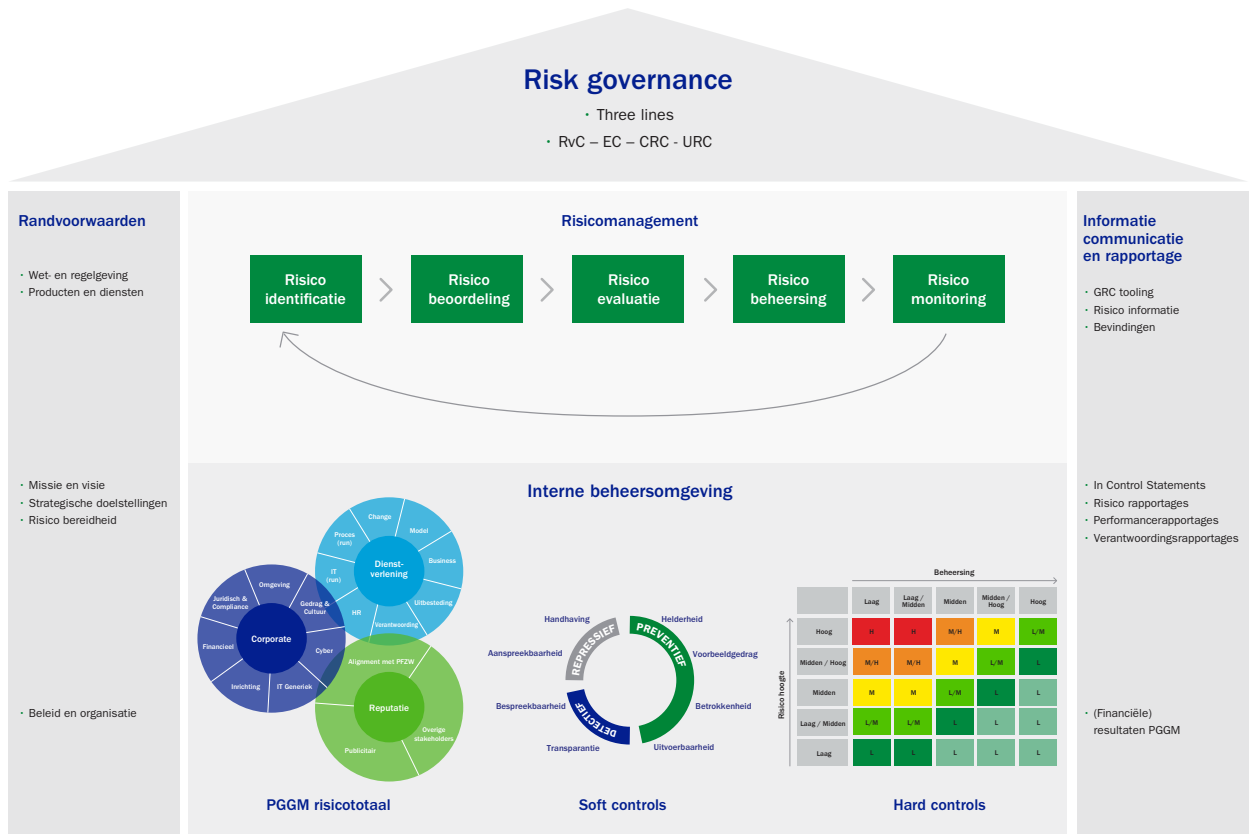 Risk governance
· Three lines
· RvC – EC – CRC - URC
Randvoorwaarden
· Wet- en regelgeving
· Producten en diensten
· Missie en visie
· Strategische doelstellingen
· Risico bereidheid
· Beleid en organisatie
Risicomanagement
Risico
identificatie
Risico
beoordeling
Risico
evaluatie
Risico
beheersing
Risico
monitoring
Interne beheersomgeving
Change
Model
Business
Uitbesteding
Verantwoording
HR
IT
(run)
Proces
(run)
Dienst-
verlening
Omgeving
Gedrag &
Cultuur
Cyber
IT Generiek
Inrichting
Financieel
Juridisch &
Compliance
Corporate
Alignment met PFZW
Overige
stakeholders
Publicitair
Reputatie
PGGM risicototaal
Handhaving
Helderheid
Aanspreekbaarheid
Voorbeeldgedrag
Bespreekbaarheid
Betrokkenheid
Transparantie
Uitvoerbaarheid
REPRESSIEF
PREVENTIEF
DETECTIEF
Soft controls
Beheersing
Laag
Laag /
Midden
Midden
Midden /
Hoog
Hoog
Risico hoogte
Hoog H H M/H M L/M
Midden / Hoog M/H M/H M L/M L
Midden M M L/M L L
Laag / Midden L/M L/M L L L
Laag L L L L L
Hard controls
Informatie
communicatie
en rapportage
· GRC tooling
· Risico informatie
· Bevindingen
· In Control Statements
· Risico rapportages
· Performancerapportages
· Verantwoordingsrapportages
· (Financiële)
resultaten PGGM